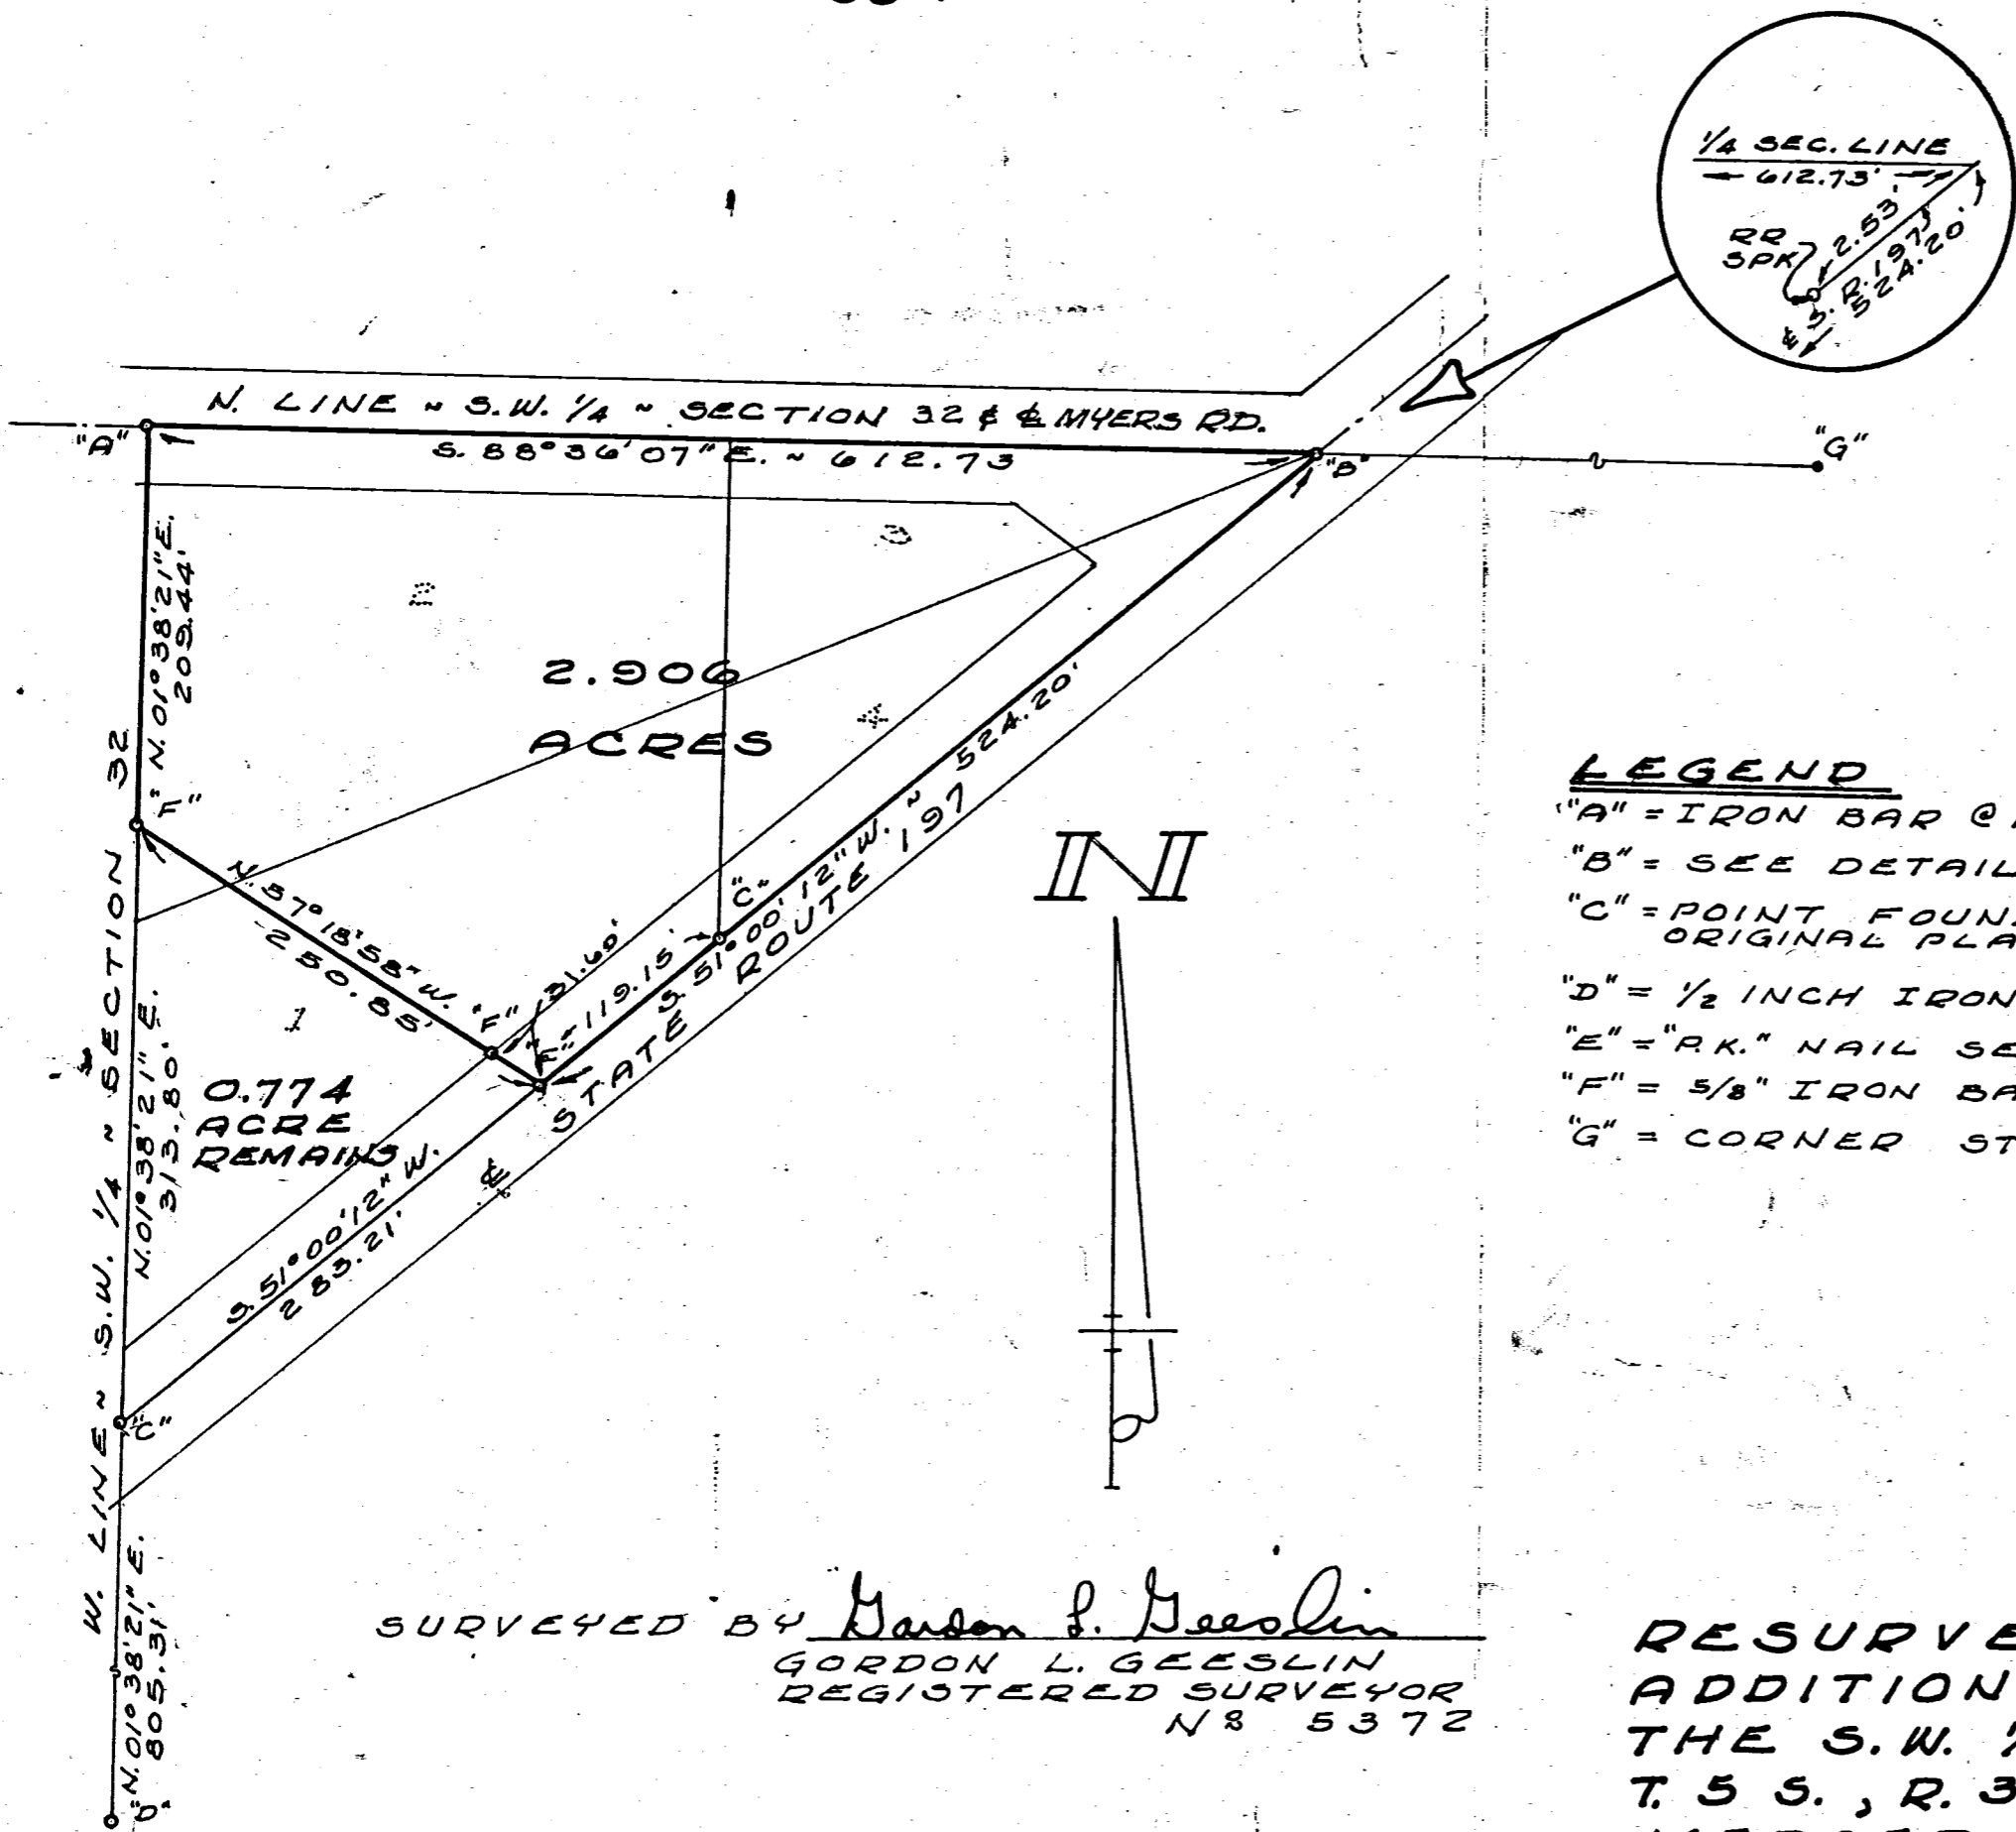 1/4 SEC. LINE
612.73'
2.53'
RR
SPK
℄ S.R. 197
524.20'
N. LINE ~ S.W. 1/4 ~ SECTION 32 & ℄ MYERS RD.
"A"
S. 88°36'07" E. ~ 612.73
"B"
"G"
N. 01°38'21" E.
209.44'
2
3
2.906
ACRES
4
"F"
N. 57°18'58" W.
250.85'
"F"
31.60'
"E"
119.15'
"C"
S. 51°00'12" W. ~ 524.20'
STATE ROUTE 197
℄
1
0.774
ACRE
REMAINS
N. 01°38'21" E.
313.80'
S. 51°00'12" W.
283.21'
"C"
W. LINE ~ S.W. 1/4 ~ SECTION 32
N. 01°38'21" E.
805.31'
"D"
N
LEGEND
"A" = IRON BAR @
"B" = SEE DETAIL
"C" = POINT FOUN
ORIGINAL PLA
"D" = 1/2 INCH IRON
"E" = "P.K." NAIL SE
"F" = 5/8" IRON BA
"G" = CORNER ST
SURVEYED BY Gordon L. Geeslin
GORDON L. GEESLIN
REGISTERED SURVEYOR
Nº 5372
RESURVE
ADDITION
THE S.W.
T. 5 S., R. 3